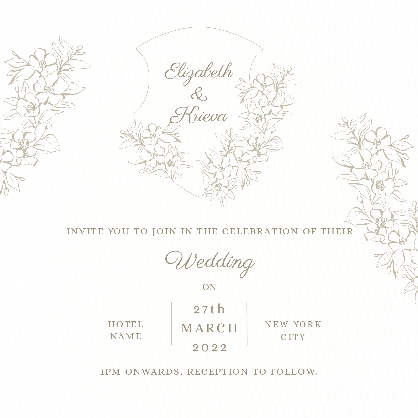 Elizabeth
&
Krieva
INVITE YOU TO JOIN IN THE CELEBRATION OF THEIR
Wedding
ON
27th
HOTEL
NAME
MARCH
NEW YORK
CITY
2022
1PM ONWARDS. RECEPTION TO FOLLOW.